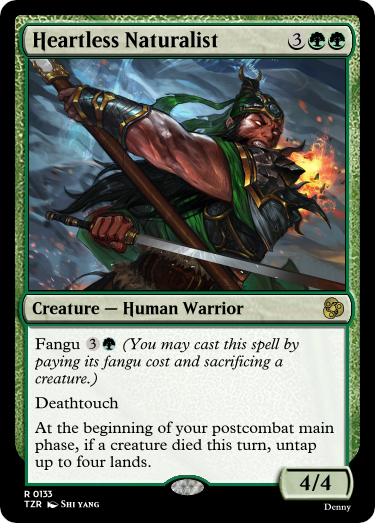 Heartless Naturalist 3
Creature — Human Warrior
Fangu 3 (You may cast this spell by
paying its fangu cost and sacrificing a
creature.)
Deathtouch
At the beginning of your postcombat main
phase, if a creature died this turn, untap
up to four lands.
4/4
R 0133
TZR SHI YANG
Denny